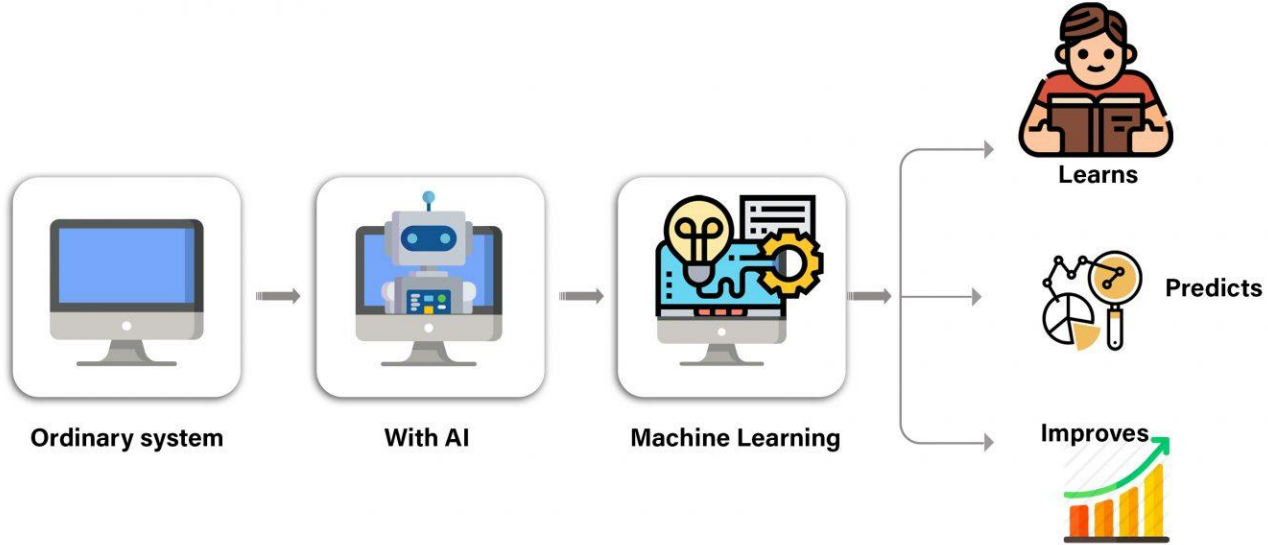 Learns
Predicts
Ordinary system
With AI
Machine Learning
Improves